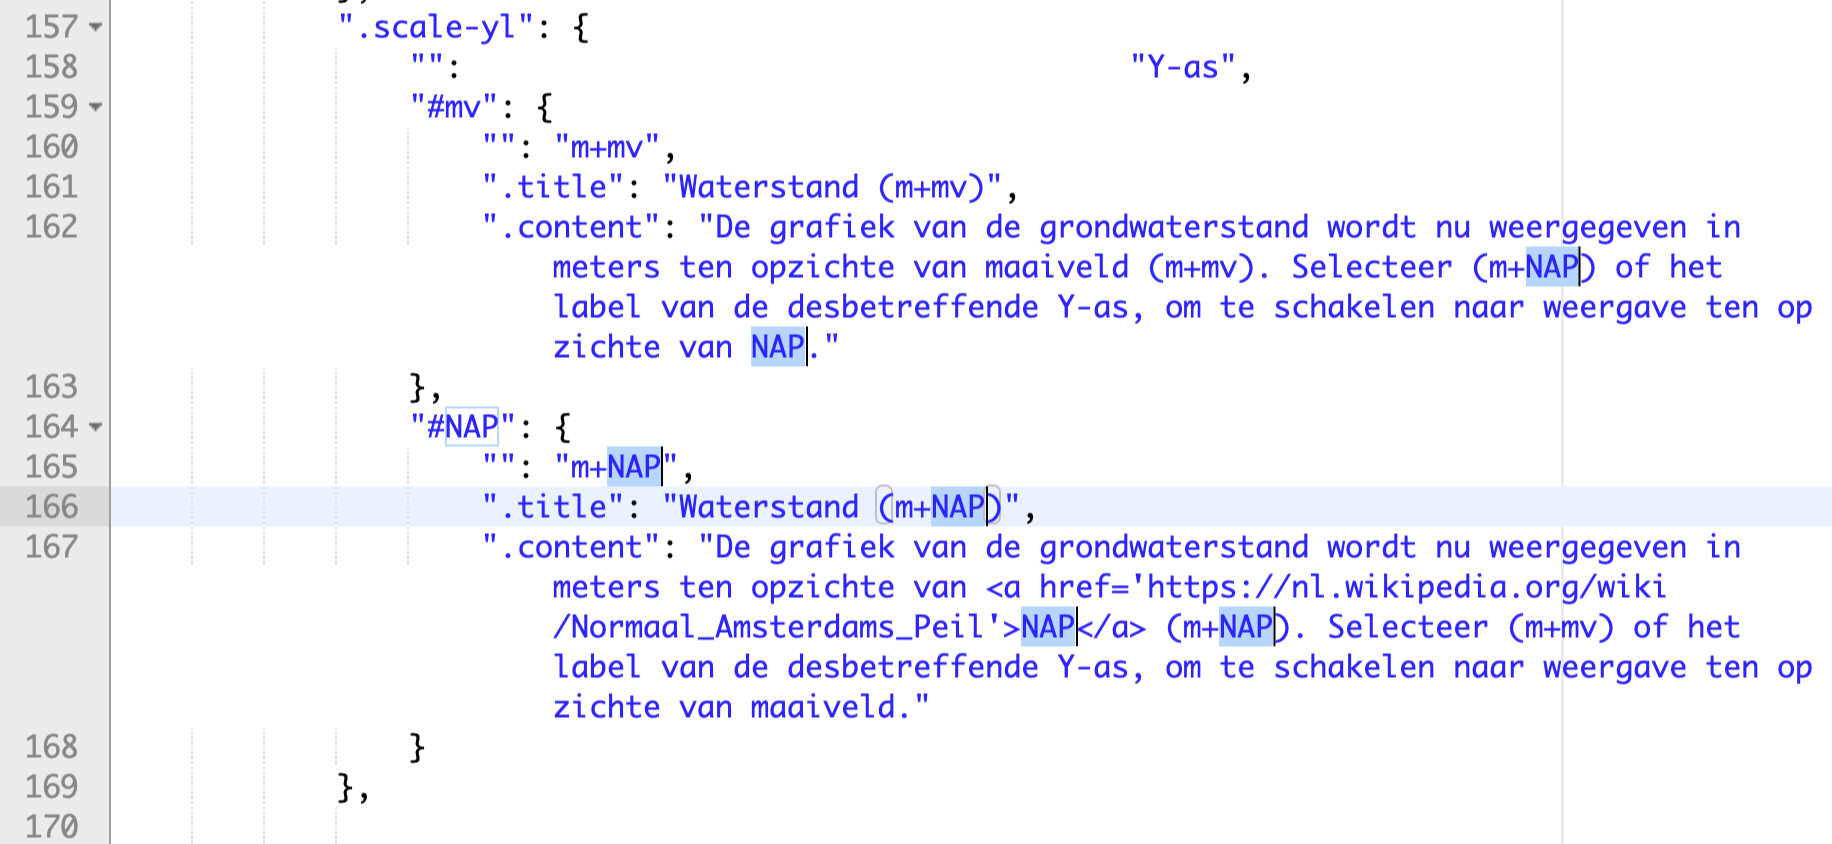 157 ".scale-yl": {
158 "": "Y-as",
159 "#mv": {
160 "": "m+mv",
161 ".title": "Waterstand (m+mv)",
162 ".content": "De grafiek van de grondwaterstand wordt nu weergegeven in
meters ten opzichte van maaiveld (m+mv). Selecteer (m+NAP) of het
label van de desbetreffende Y-as, om te schakelen naar weergave ten op
zichte van NAP."
163 },
164 "#NAP": {
165 "": "m+NAP",
166 ".title": "Waterstand (m+NAP)",
167 ".content": "De grafiek van de grondwaterstand wordt nu weergegeven in
meters ten opzichte van <a href='https://nl.wikipedia.org/wiki
/Normaal_Amsterdams_Peil'>NAP</a> (m+NAP). Selecteer (m+mv) of het
label van de desbetreffende Y-as, om te schakelen naar weergave ten op
zichte van maaiveld."
168 }
169 },
170